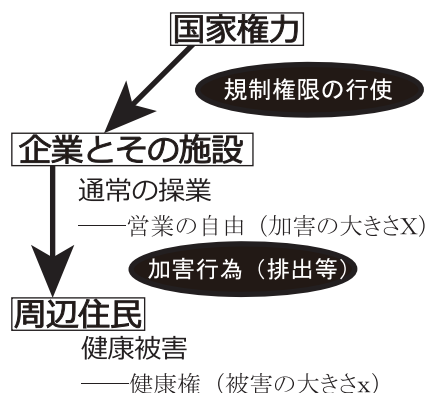 国家権力
規制権限の行使
企業とその施設
通常の操業
――営業の自由（加害の大きさX）
加害行為（排出等）
周辺住民
健康被害
――健康権（被害の大きさx）